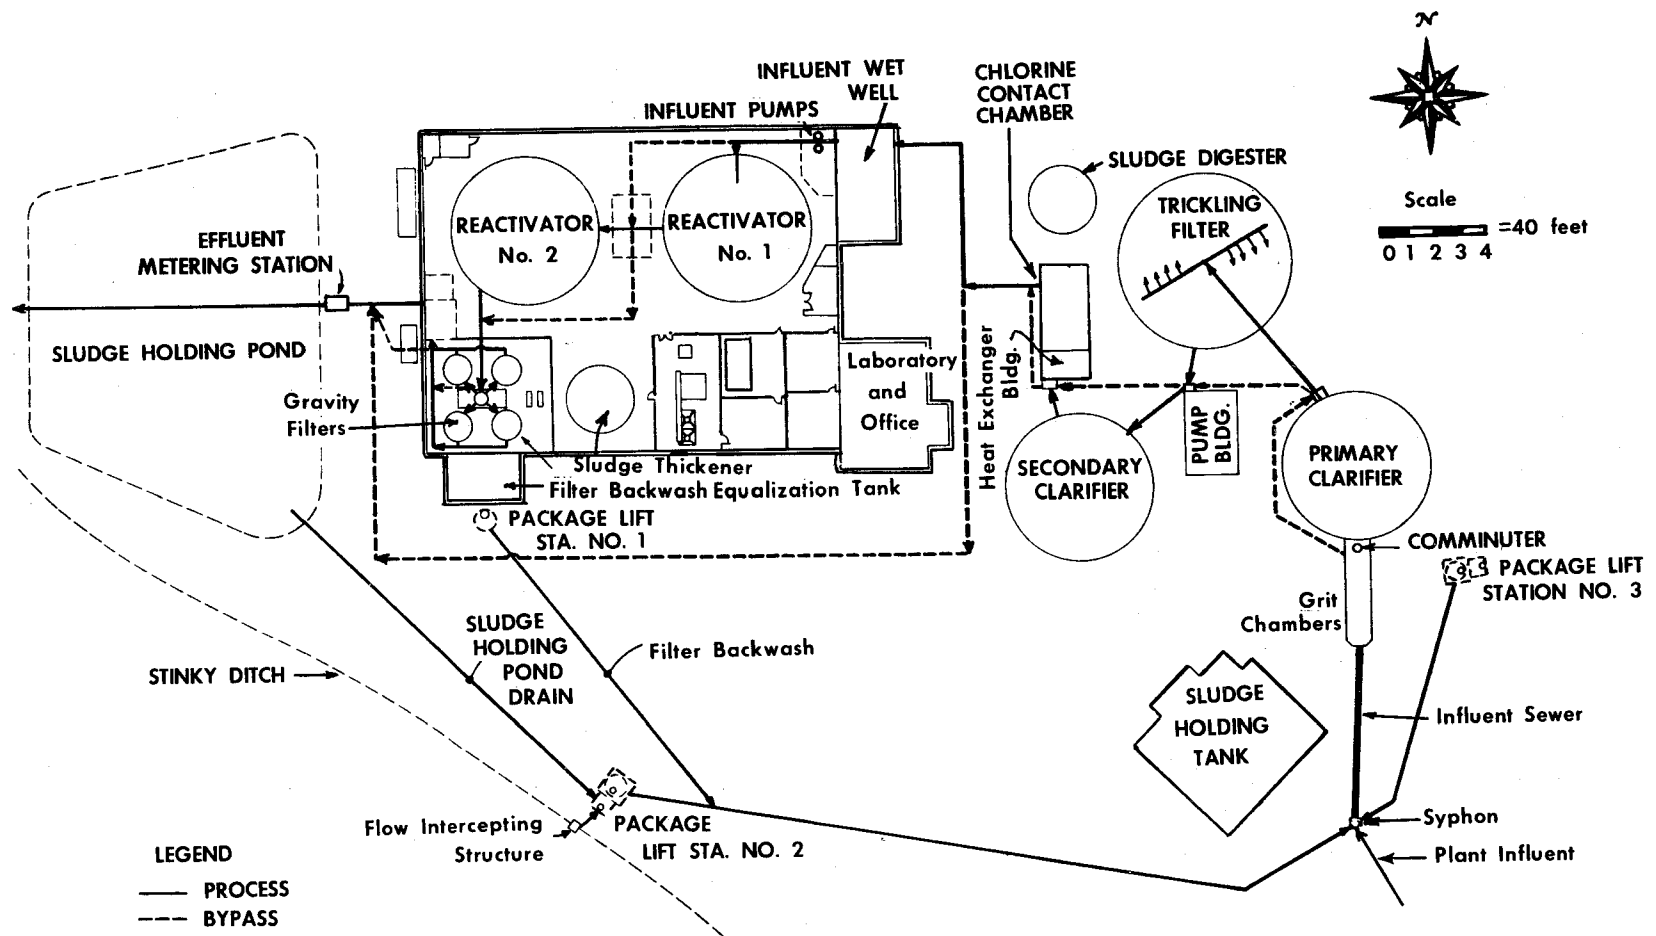 N
INFLUENT WET
WELL
CHLORINE
CONTACT
CHAMBER
INFLUENT PUMPS
SLUDGE DIGESTER
TRICKLING
FILTER
Scale
=40 feet
0 1 2 3 4
REACTIVATOR
No. 2
REACTIVATOR
No. 1
EFFLUENT
METERING STATION
SLUDGE HOLDING POND
Laboratory
and
Office
Heat Exchanger
Bldg.
Gravity
Filters
PUMP
BLDG.
PRIMARY
CLARIFIER
SECONDARY
CLARIFIER
Sludge Thickener
Filter Backwash Equalization Tank
PACKAGE LIFT
STA. NO. 1
COMMINUTER
PACKAGE LIFT
STATION NO. 3
Grit
Chambers
SLUDGE
HOLDING
POND
DRAIN
Filter Backwash
STINKY DITCH
SLUDGE
HOLDING
TANK
Influent Sewer
Syphon
Plant Influent
Flow Intercepting
Structure
PACKAGE
LIFT STA. NO. 2
LEGEND
PROCESS
BYPASS